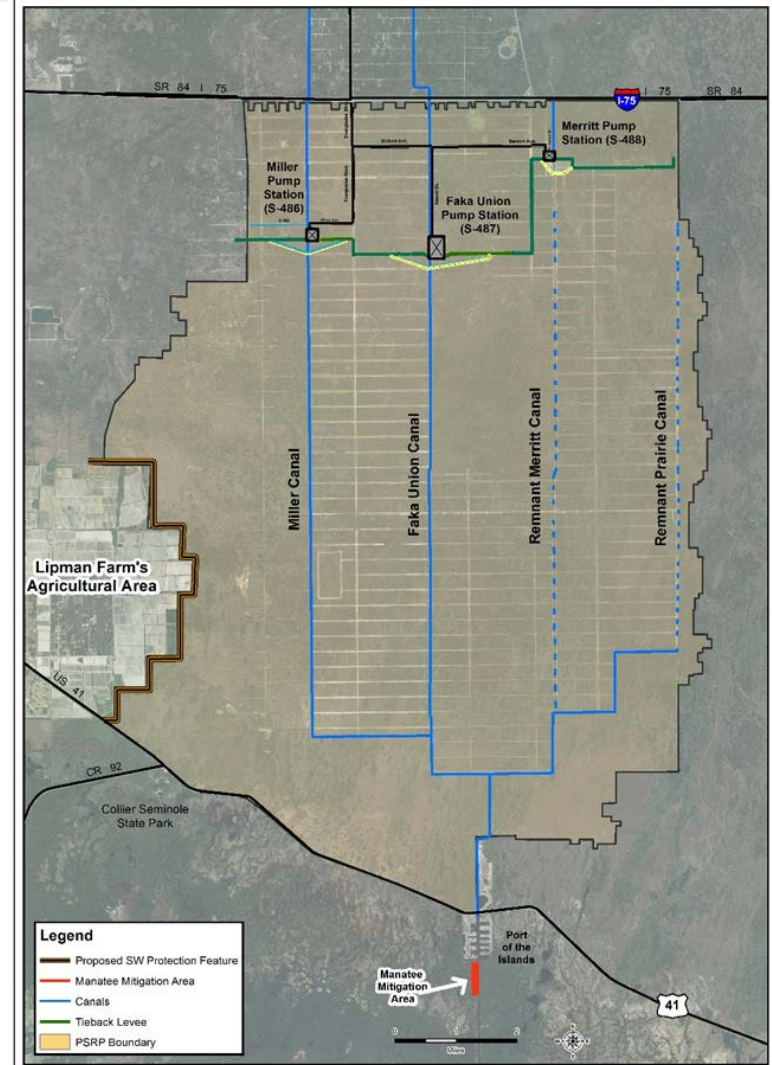 SR 84 I 75
I-75
I 75 SR 84
Merritt Pump
Station (S-488)
Miller
Pump
Station
(S-486)
Faka Union
Pump Station
(S-487)
Miller Canal
Faka Union Canal
Remnant Merritt Canal
Remnant Prairie Canal
Lipman Farm's
Agricultural Area
US 41
CR 92
Collier Seminole
State Park
Port
of the
Islands
Manatee
Mitigation
Area
41
Legend
Proposed SW Protection Feature
Manatee Mitigation Area
Canals
Tieback Levee
PSRP Boundary
0 1 2
Miles